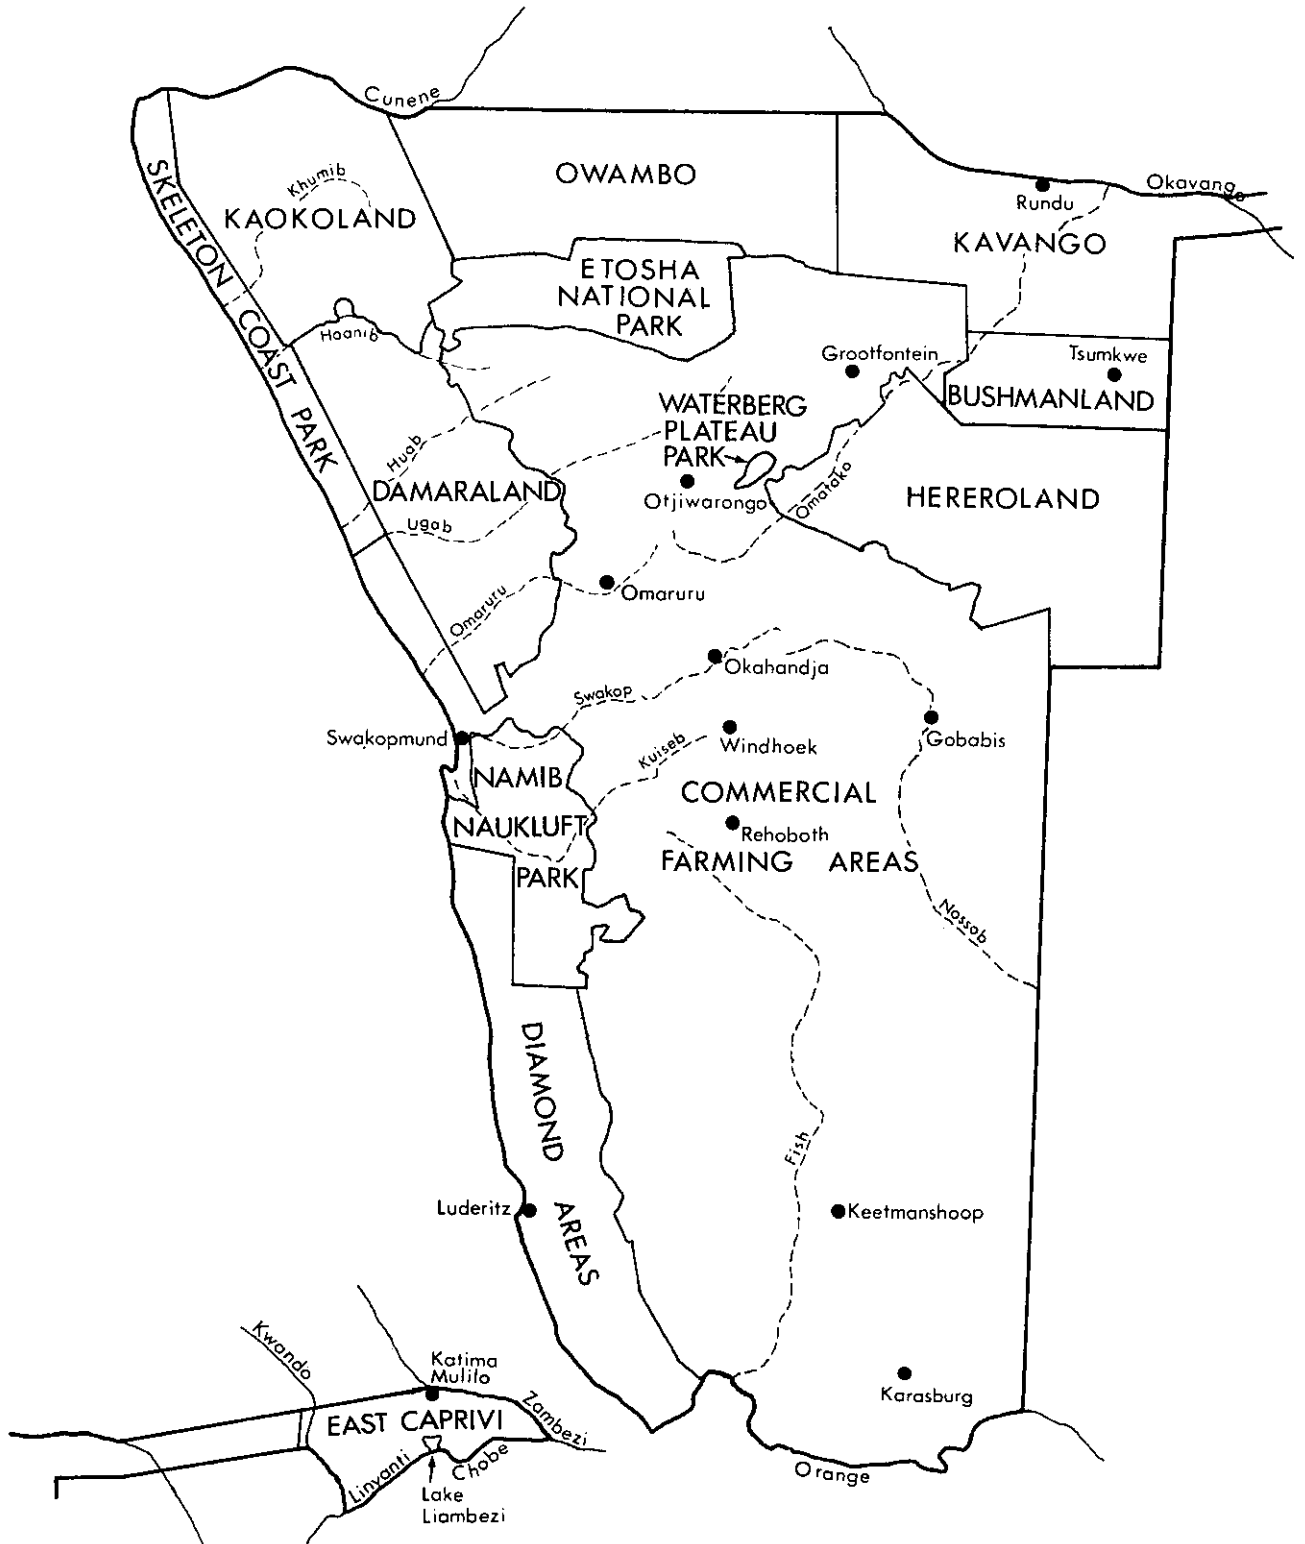 Cunene
OWAMBO
Okavango
Rundu
Khumib
KAOKOLAND
KAVANGO
SKELETON COAST PARK
ETOSHA
NATIONAL
PARK
Hoanib
Grootfontein
Tsumkwe
BUSHMANLAND
WATERBERG
PLATEAU
PARK
Huab
DAMARALAND
Otjiwarongo
Omatako
HEREROLAND
Ugab
Omaruru
Omaruru
Okahandja
Swakop
Swakopmund
Kuiseb
Windhoek
Gobabis
NAMIB
NAUKLUFT
PARK
COMMERCIAL
Rehoboth
FARMING AREAS
Nossob
DIAMOND
AREAS
Fish
Luderitz
Keetmanshoop
Karasburg
Orange
Kwando
Katima
Mulilo
Zambezi
EAST CAPRIVI
Linyanti
Chobe
Lake
Liambezi